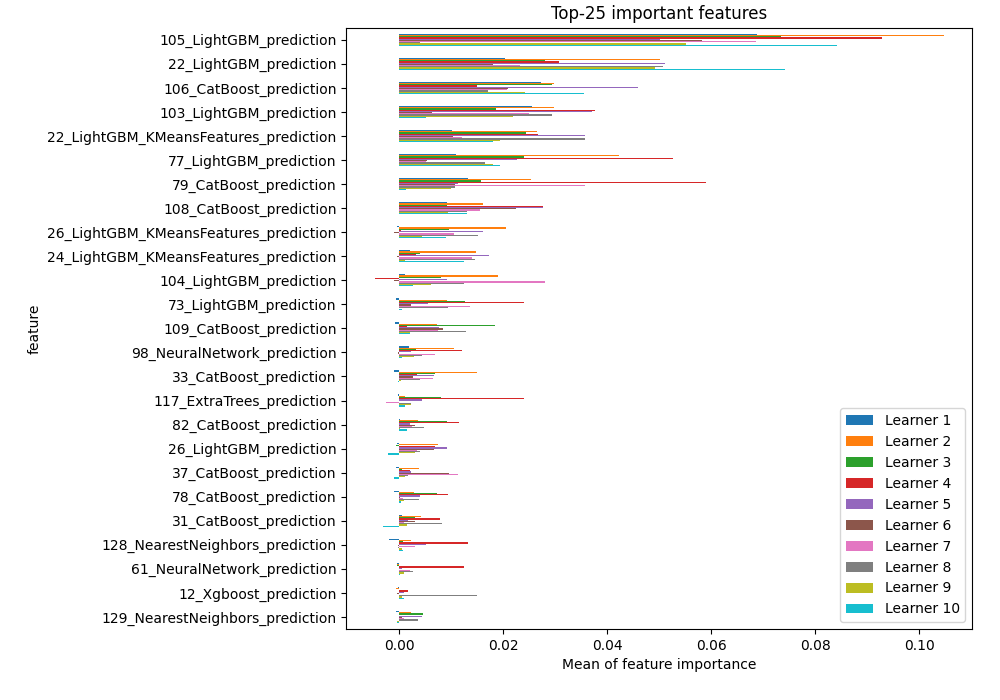 Top-25 important features
105_LightGBM_prediction
22_LightGBM_prediction
106_CatBoost_prediction
103_LightGBM_prediction
22_LightGBM_KMeansFeatures_prediction
77_LightGBM_prediction
79_CatBoost_prediction
108_CatBoost_prediction
26_LightGBM_KMeansFeatures_prediction
24_LightGBM_KMeansFeatures_prediction
104_LightGBM_prediction
73_LightGBM_prediction
109_CatBoost_prediction
98_NeuralNetwork_prediction
33_CatBoost_prediction
117_ExtraTrees_prediction
82_CatBoost_prediction
26_LightGBM_prediction
37_CatBoost_prediction
78_CatBoost_prediction
31_CatBoost_prediction
128_NearestNeighbors_prediction
61_NeuralNetwork_prediction
12_Xgboost_prediction
129_NearestNeighbors_prediction
feature
Learner 1
Learner 2
Learner 3
Learner 4
Learner 5
Learner 6
Learner 7
Learner 8
Learner 9
Learner 10
0.00 0.02 0.04 0.06 0.08 0.10
Mean of feature importance